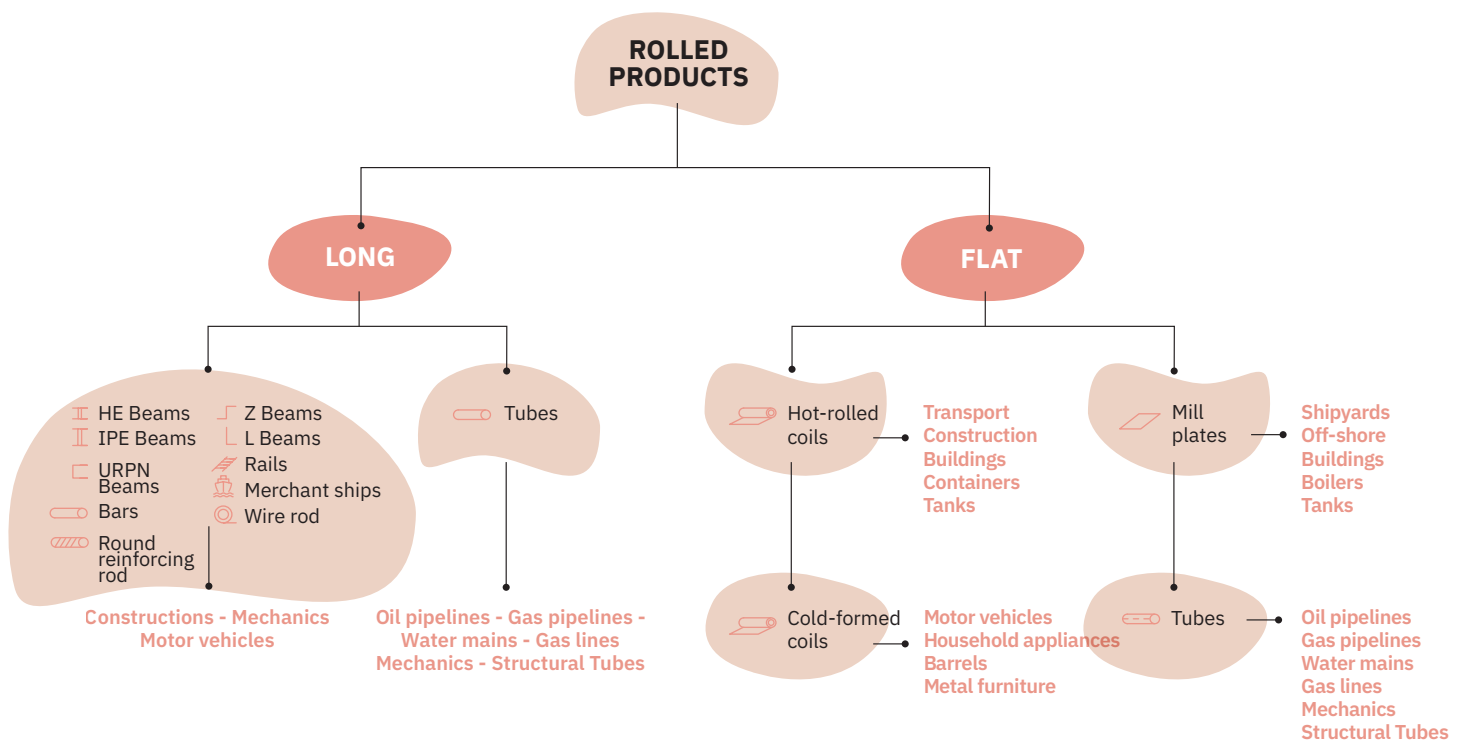 ROLLED
PRODUCTS
LONG
FLAT
HE Beams
IPE Beams
URPN
Beams
Bars
Round
reinforcing
rod
Z Beams
L Beams
Rails
Merchant ships
Wire rod
Constructions - Mechanics
Motor vehicles
Tubes
Oil pipelines - Gas pipelines -
Water mains - Gas lines
Mechanics - Structural Tubes
Hot-rolled
coils
Transport
Construction
Buildings
Containers
Tanks
Cold-formed
coils
Motor vehicles
Household appliances
Barrels
Metal furniture
Mill
plates
Shipyards
Off-shore
Buildings
Boilers
Tanks
Tubes
Oil pipelines
Gas pipelines
Water mains
Gas lines
Mechanics
Structural Tubes